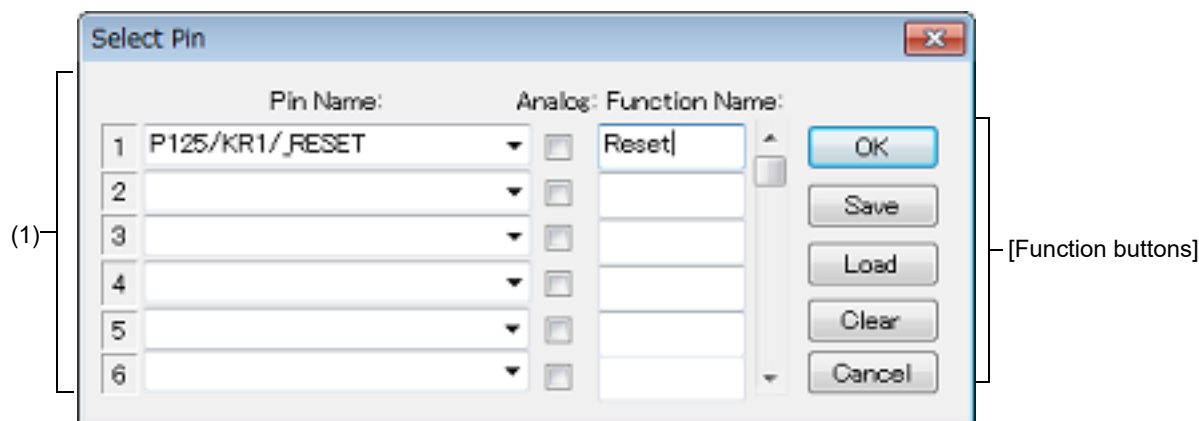 Select Pin
Pin Name: Analog: Function Name:
1 P125/KR1/_RESET Reset OK
2 Save
3 Load
4
5 Clear
6 Cancel
(1)
[Function buttons]